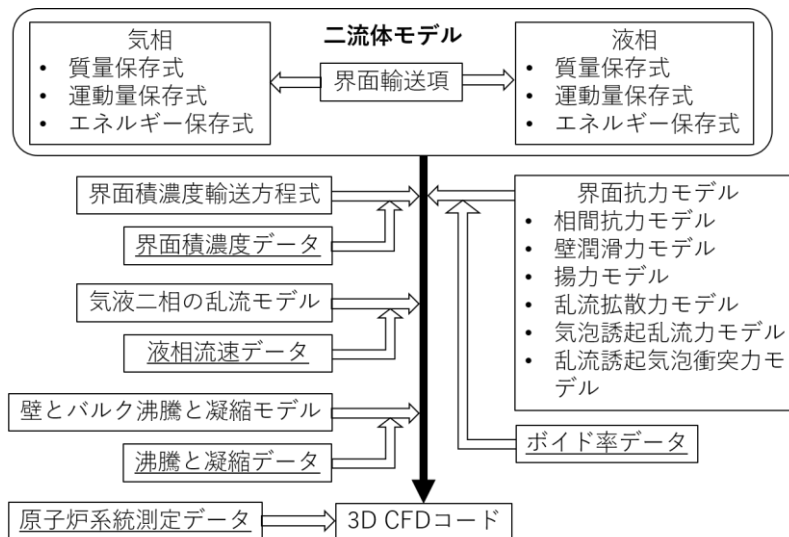 二流体モデル
気相
• 質量保存式
• 運動量保存式
• エネルギー保存式
界面輸送項
液相
• 質量保存式
• 運動量保存式
• エネルギー保存式
界面積濃度輸送方程式
界面積濃度データ
気液二相の乱流モデル
液相流速データ
壁とバルク沸騰と凝縮モデル
沸騰と凝縮データ
界面抗力モデル
• 相間抗力モデル
• 壁潤滑力モデル
• 揚力モデル
• 乱流拡散力モデル
• 気泡誘起乱流力モデル
• 乱流誘起気泡衝突力モ
デル
ボイド率データ
原子炉系統測定データ
3D CFDコード